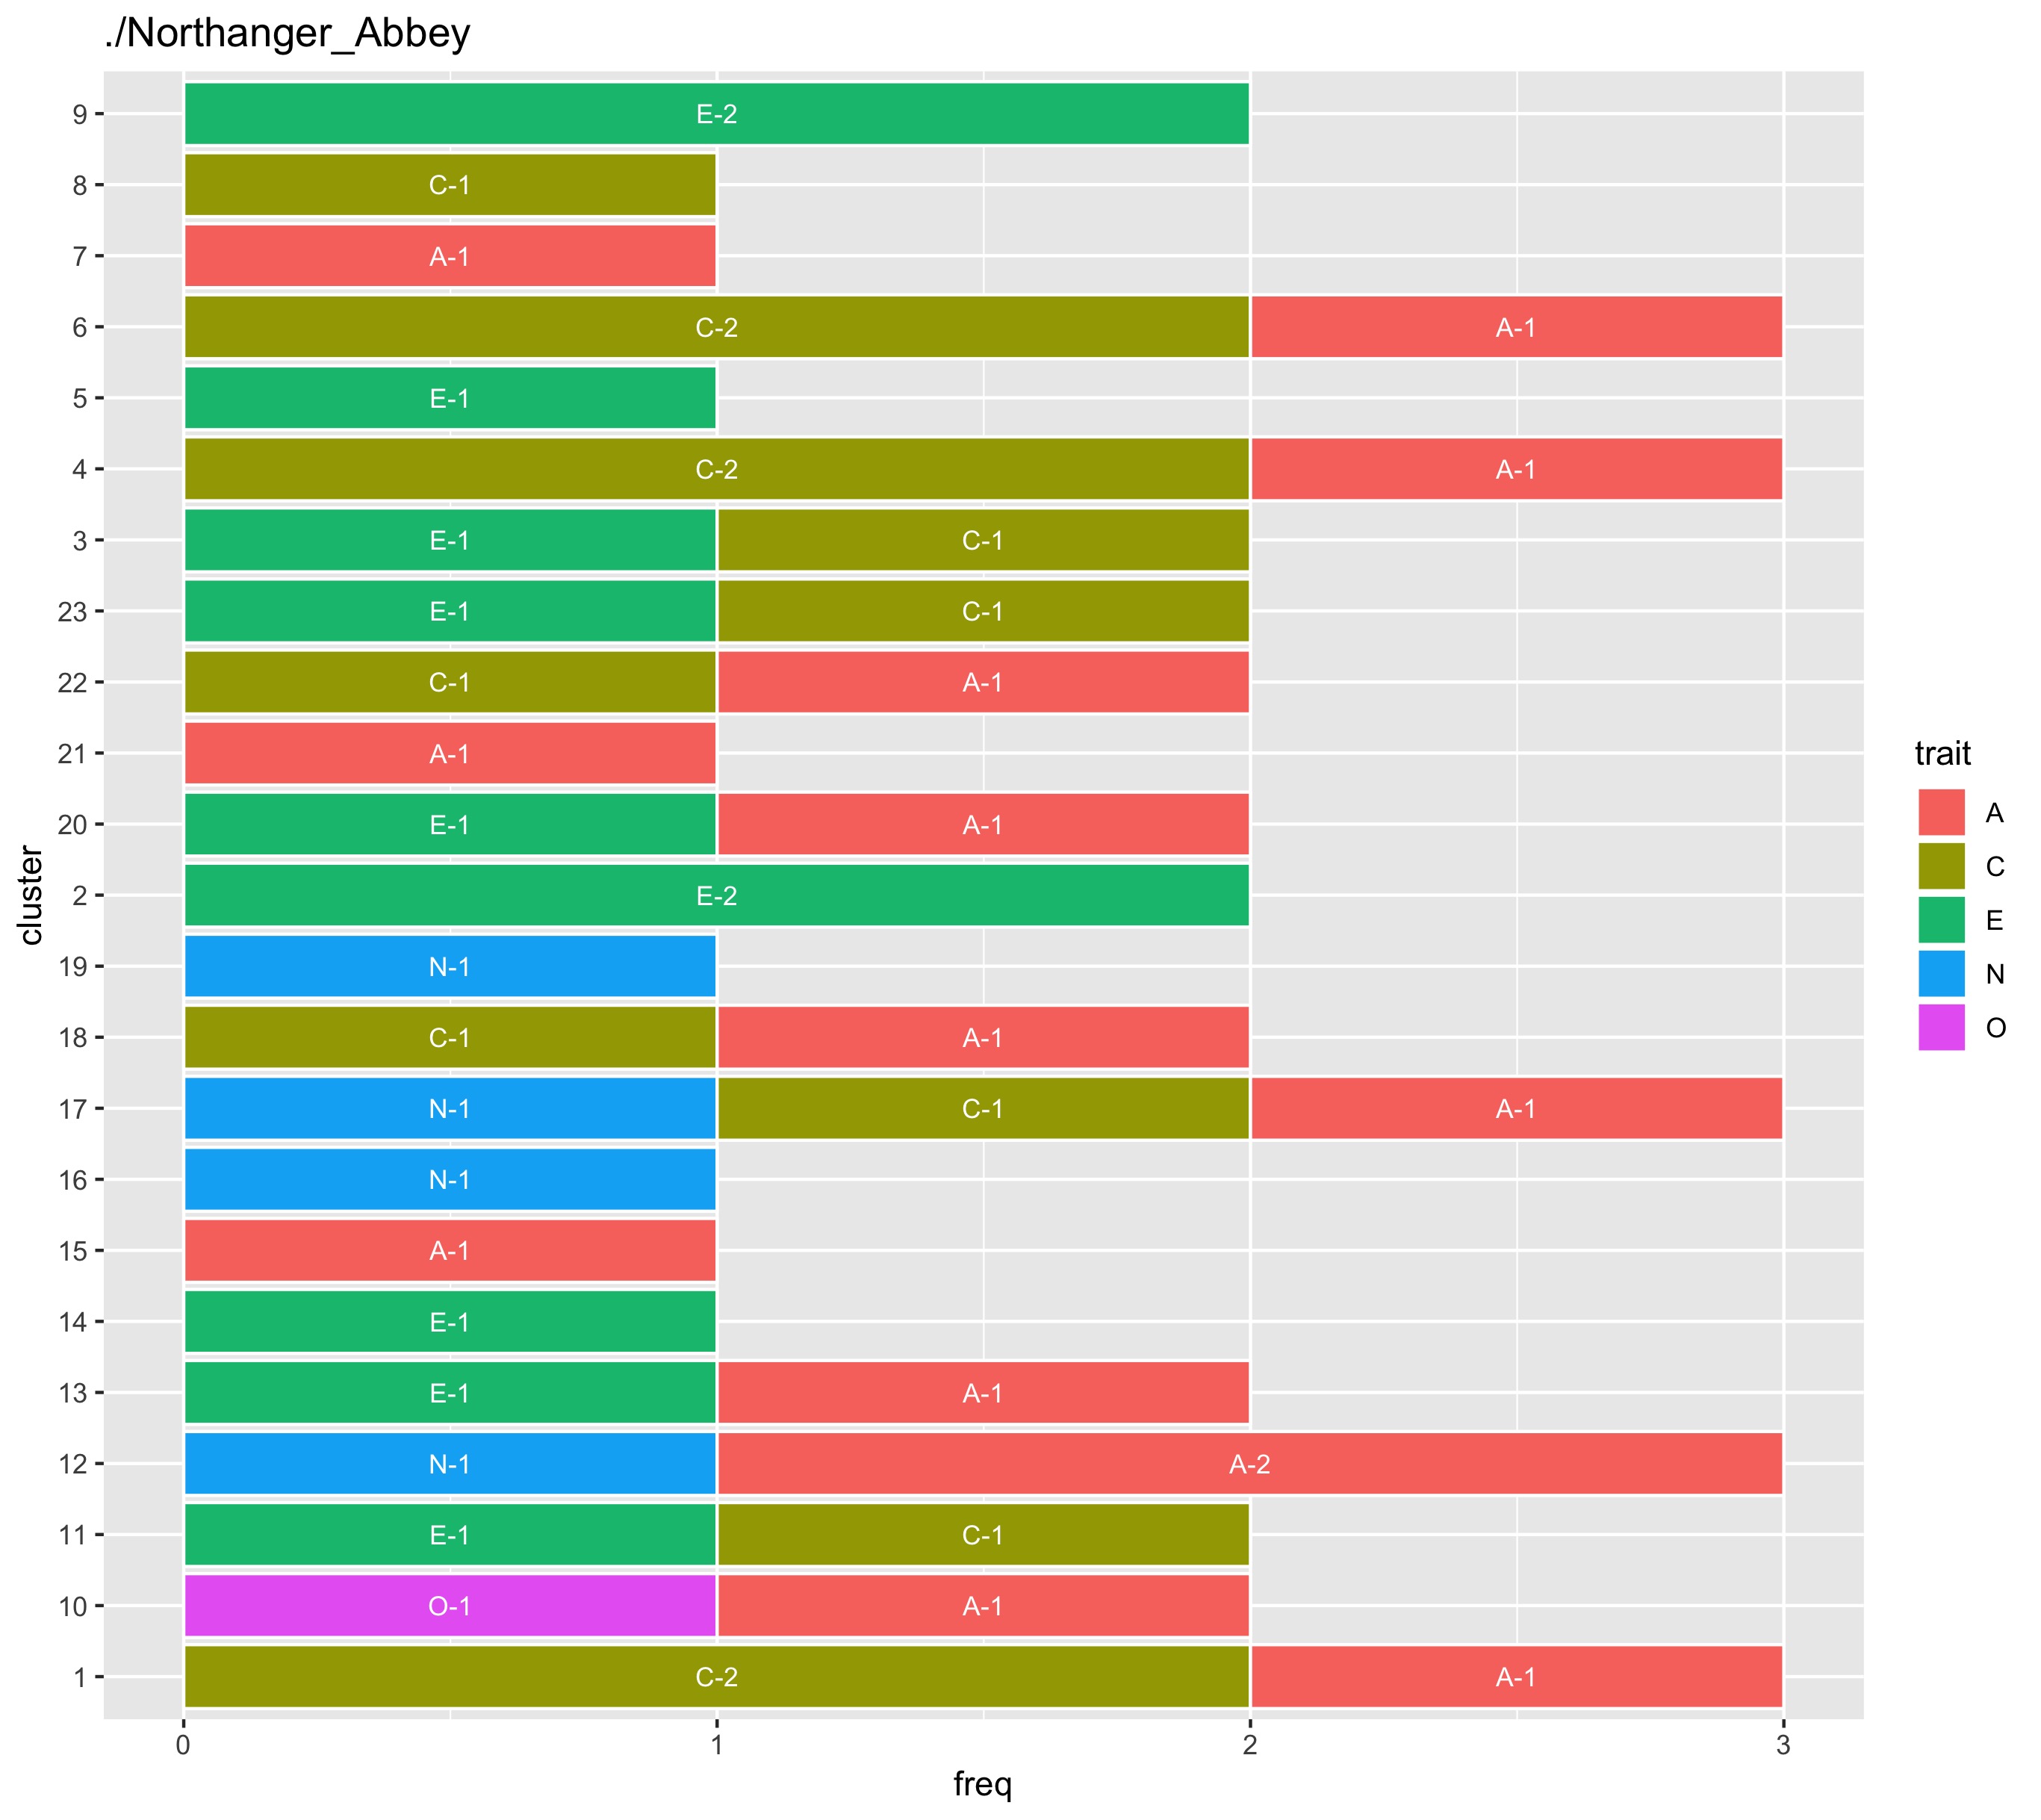 ./Northanger_Abbey
9 E-2
8 C-1
7 A-1
6 C-2 A-1
5 E-1
4 C-2 A-1
3 E-1 C-1
23 E-1 C-1
22 C-1 A-1
21 A-1
20 E-1 A-1
2 E-2
19 N-1
18 C-1 A-1
17 N-1 C-1 A-1
16 N-1
15 A-1
14 E-1
13 E-1 A-1
12 N-1 A-2
11 E-1 C-1
10 O-1 A-1
1 C-2 A-1
0 1 2 3
freq
cluster
trait
A
C
E
N
O